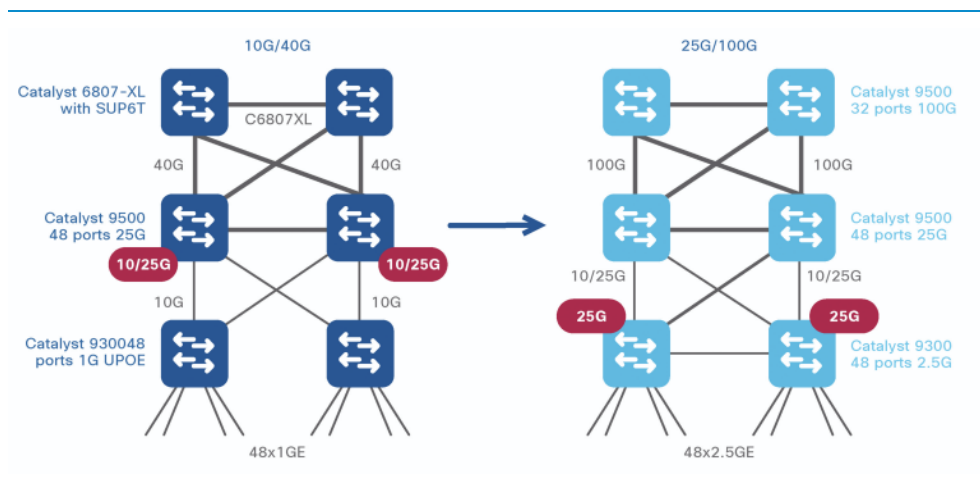 10G/40G
Catalyst 6807-XL
with SUP6T
C6807XL
40G
40G
Catalyst 9500
48 ports 25G
10/25G
10/25G
10G
10G
Catalyst 930048
ports 1G UPOE
48x1GE
25G/100G
Catalyst 9500
32 ports 100G
100G
100G
Catalyst 9500
48 ports 25G
10/25G
10/25G
25G
25G
Catalyst 9300
48 ports 2.5G
48x2.5GE